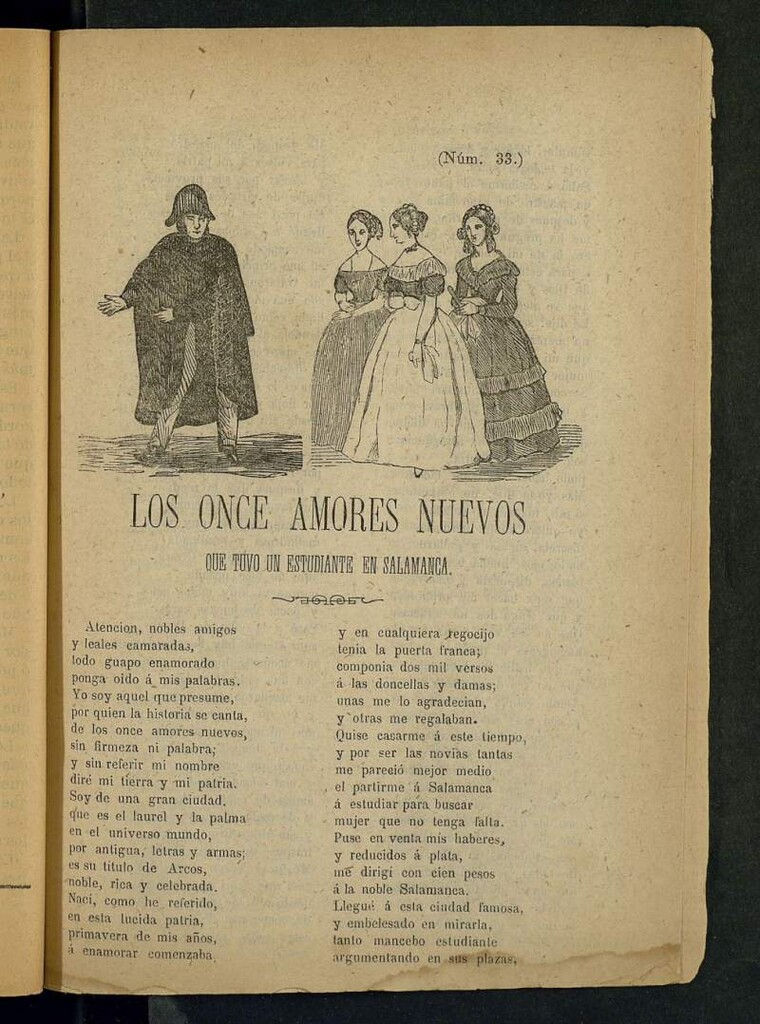 (Núm. 33.)
LOS ONCE AMORES NUEVOS
QUE TUVO UN ESTUDIANTE EN SALAMANCA.
Atencion, nobles amigos
y leales camaradas,
todo guapo enamorado
ponga oido á mis palabras.
Yo soy aquel que presume,
por quien la historia se canta,
de los once amores nuevos,
sin firmeza ni palabra;
y sin referir mi nombre
diré mi tierra y mi patria.
Soy de una gran ciudad,
que es el laurel y la palma
en el universo mundo,
por antigua, letras y armas;
es su título de Arcos,
noble, rica y celebrada.
Nací, como he referido,
en esta lucida patria,
primavera de mis años,
á enamorar comenzaba,
y en cualquiera regocijo
tenia la puerta franca;
componia dos mil versos
á las doncellas y damas;
unas me lo agradecian,
y otras me regalaban.
Quise casarme á este tiempo,
y por ser las novias tantas
me pareció mejor medio
el partirme á Salamanca
á estudiar para buscar
mujer que no tenga falta.
Puse en venta mis haberes,
y reducidos á plata,
me dirigí con cien pesos
á la noble Salamanca.
Llegué á esta ciudad famosa,
y embelesado en mirarla,
tanto mancebo estudiante
argumentando en sus plazas,